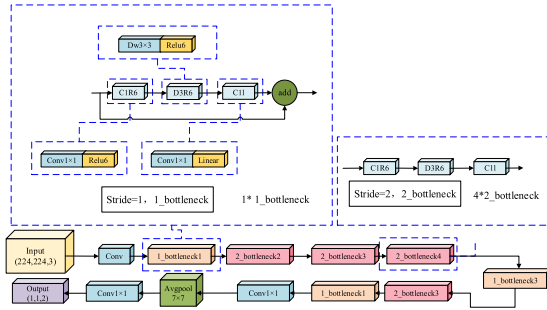 Dw3×3 Relu6
C1R6 D3R6 C1l add
Conv1×1 Relu6 Conv1×1 Linear
Stride=1, 1_bottleneck 1* 1_bottleneck
C1R6 D3R6 C1l
Stride=2, 2_bottleneck 4*2_bottleneck
Input
(224,224,3)
Conv
1_bottleneck1
2_bottleneck2
2_bottleneck3
2_bottleneck4
1_bottleneck3
2_bottleneck3
1_bottleneck1
Conv1×1
Avgpool
7×7
Conv1×1
Output
(1,1,2)